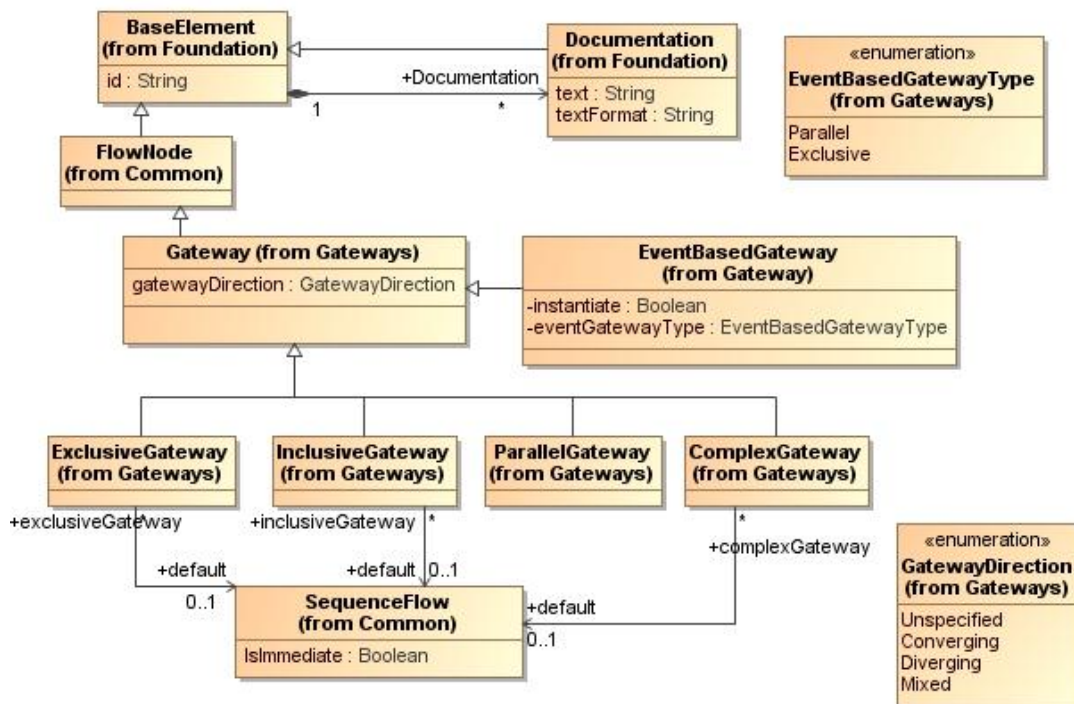 BaseElement
(from Foundation)
id : String
Documentation
(from Foundation)
text : String
textFormat : String
+Documentation
1
*
«enumeration»
EventBasedGatewayType
(from Gateways)
Parallel
Exclusive
FlowNode
(from Common)
Gateway (from Gateways)
gatewayDirection : GatewayDirection
EventBasedGateway
(from Gateway)
-instantiate : Boolean
-eventGatewayType : EventBasedGatewayType
ExclusiveGateway
(from Gateways)
InclusiveGateway
(from Gateways)
ParallelGateway
(from Gateways)
ComplexGateway
(from Gateways)
*
+exclusiveGateway
*
+inclusiveGateway
*
+complexGateway
+default
0..1
+default
0..1
+default
0..1
SequenceFlow
(from Common)
IsImmediate : Boolean
«enumeration»
GatewayDirection
(from Gateways)
Unspecified
Converging
Diverging
Mixed